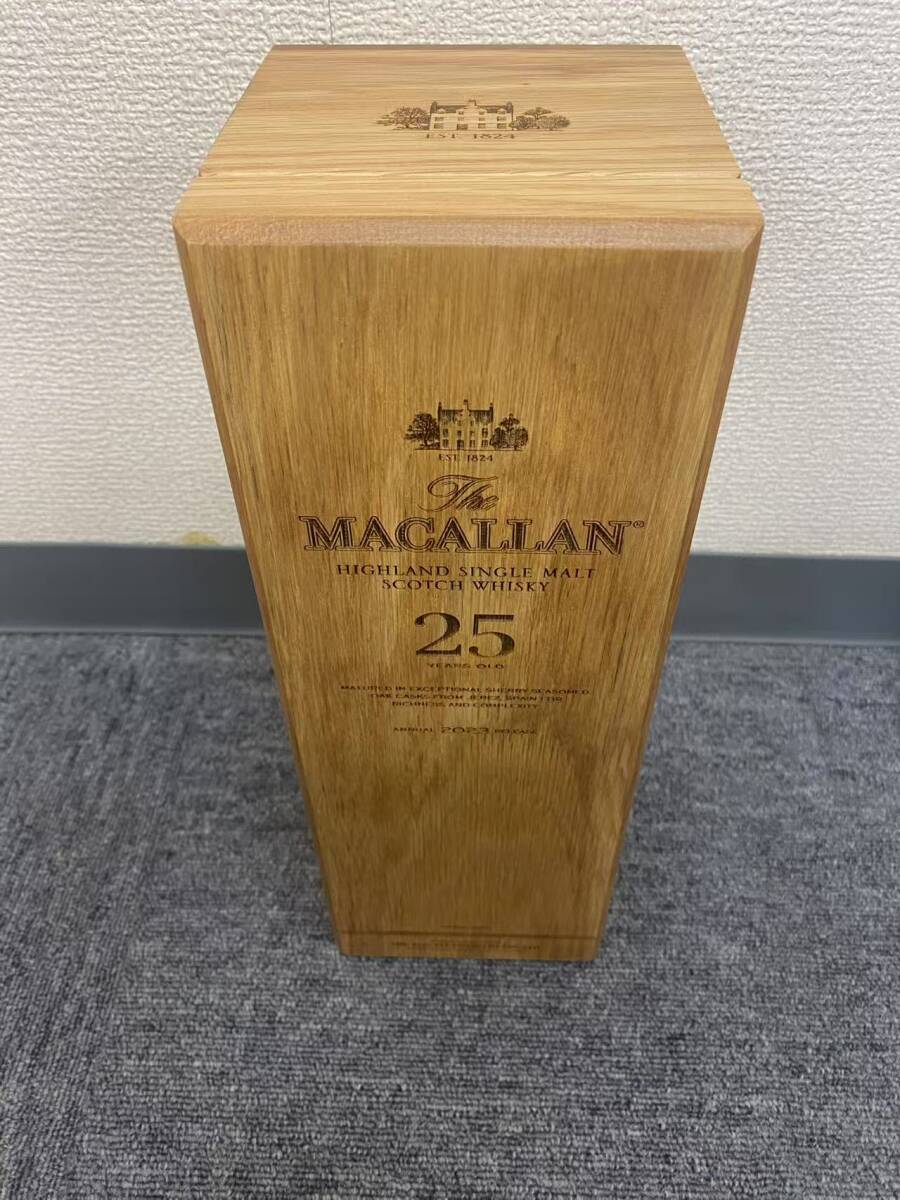 EST. 1824
EST. 1824
The
MACALLAN®
HIGHLAND SINGLE MALT
SCOTCH WHISKY
25
YEARS OLD
MATURED IN EXCEPTIONAL SHERRY SEASONED
OAK CASKS FROM JEREZ, SPAIN FOR
RICHNESS AND COMPLEXITY
ANNUAL 2023 RELEASE